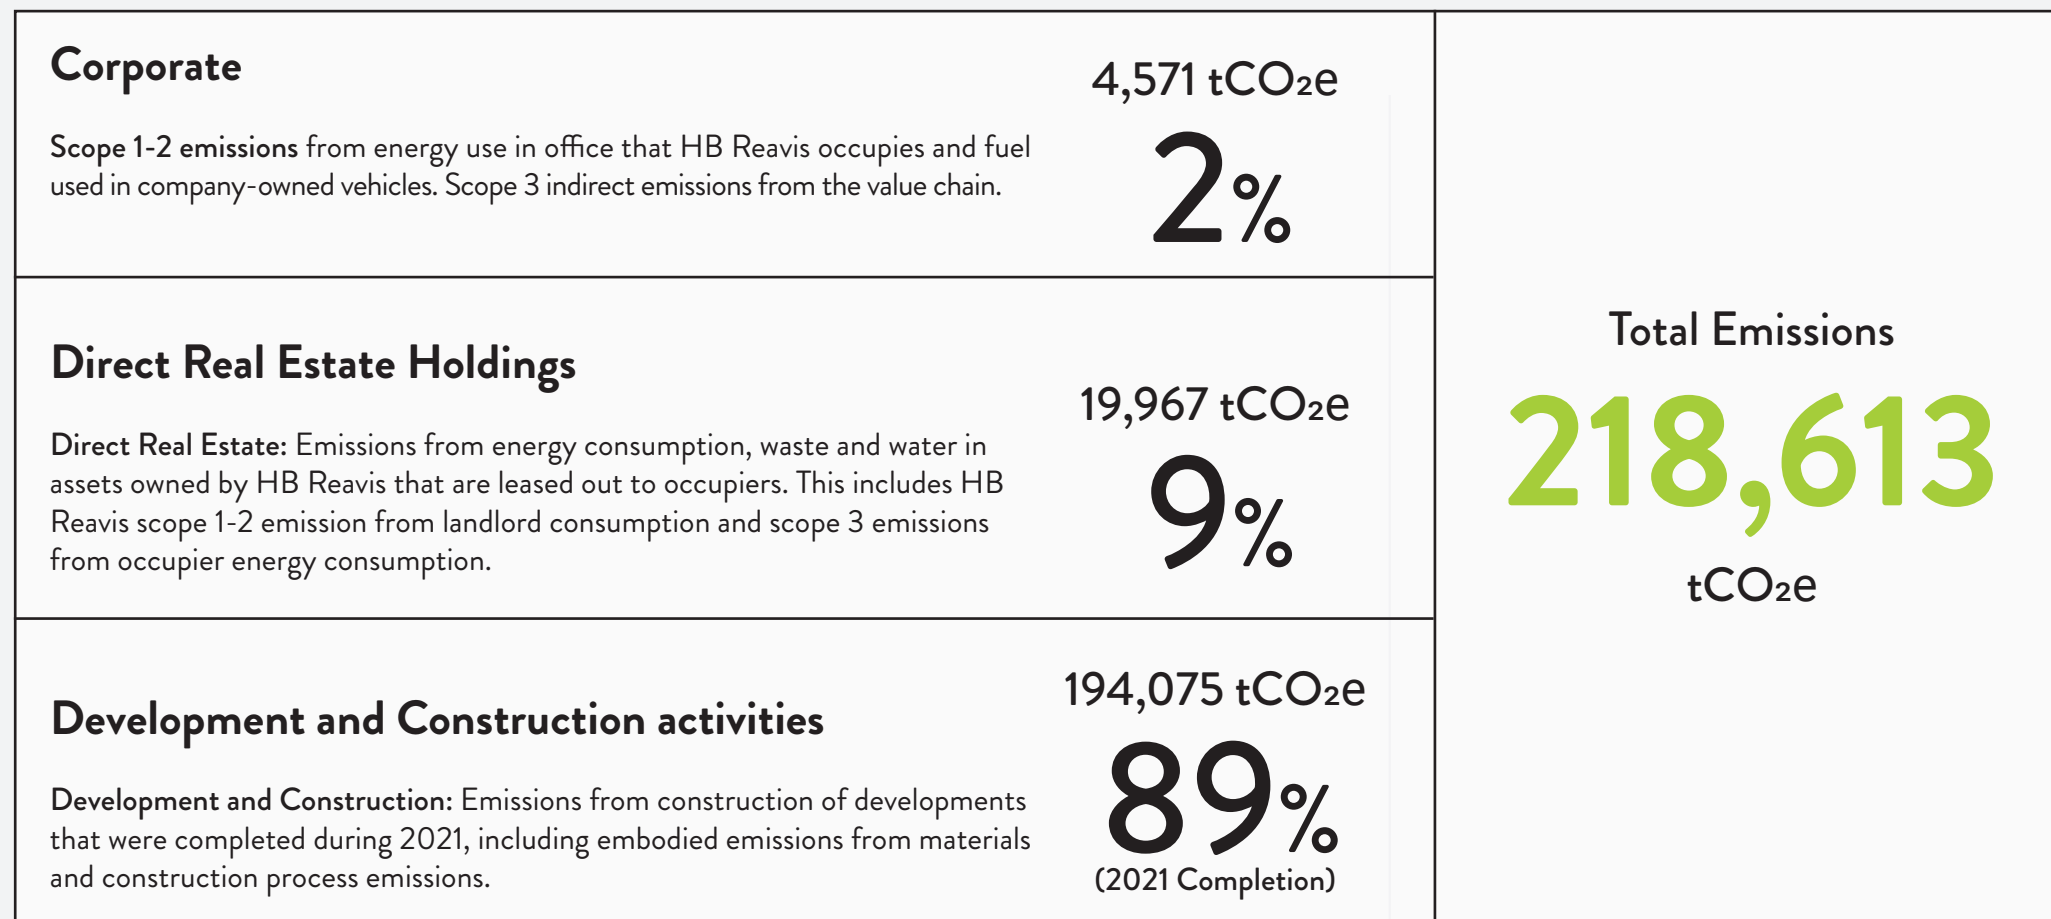 Corporate
4,571 tCO₂e
2%
Scope 1-2 emissions from energy use in office that HB Reavis occupies and fuel
used in company-owned vehicles. Scope 3 indirect emissions from the value chain.
Direct Real Estate Holdings
19,967 tCO₂e
9%
Direct Real Estate: Emissions from energy consumption, waste and water in
assets owned by HB Reavis that are leased out to occupiers. This includes HB
Reavis scope 1-2 emission from landlord consumption and scope 3 emissions
from occupier energy consumption.
Development and Construction activities
194,075 tCO₂e
89%
(2021 Completion)
Development and Construction: Emissions from construction of developments
that were completed during 2021, including embodied emissions from materials
and construction process emissions.
Total Emissions
218,613
tCO₂e